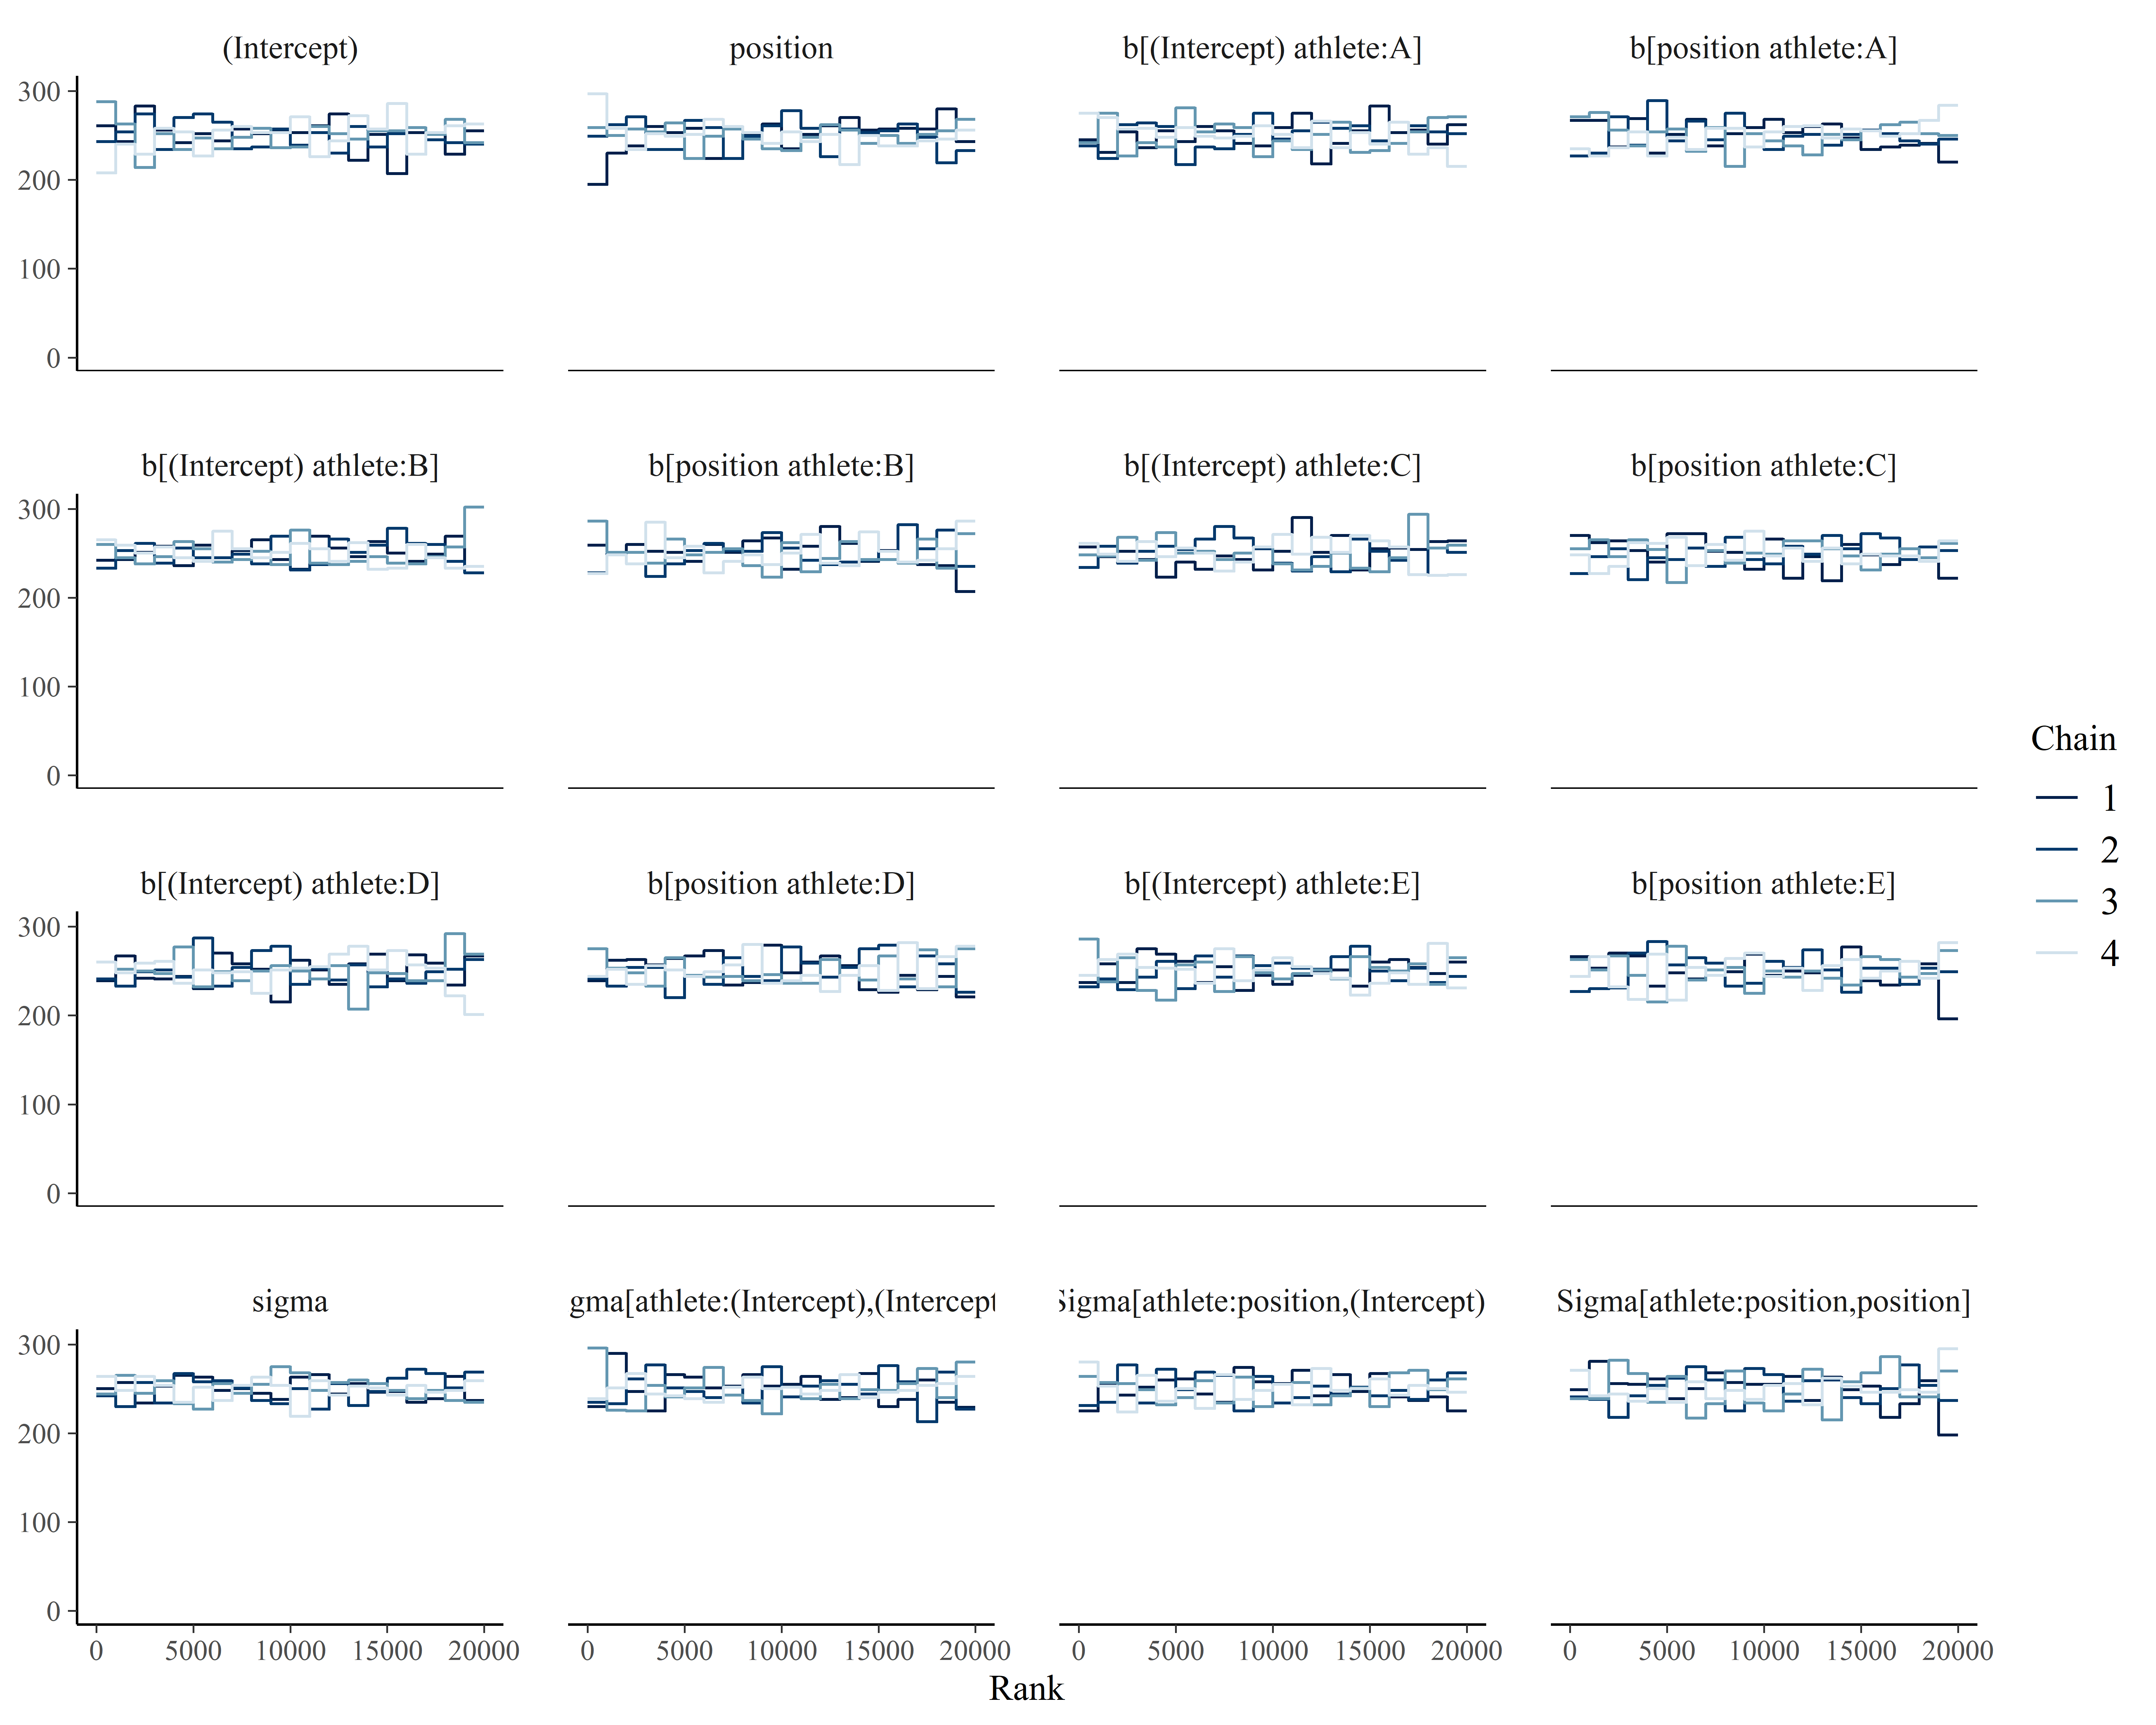 (Intercept) position b[(Intercept) athlete:A] b[position athlete:A]
300
200
100
0
b[(Intercept) athlete:B] b[position athlete:B] b[(Intercept) athlete:C] b[position athlete:C]
300
200
100
0
Chain
1
2
3
4
b[(Intercept) athlete:D] b[position athlete:D] b[(Intercept) athlete:E] b[position athlete:E]
300
200
100
0
sigma gma[athlete:(Intercept),(Intercept Sigma[athlete:position,(Intercept) Sigma[athlete:position,position]
300
200
100
0
0 5000 10000 15000 20000 0 5000 10000 15000 20000 0 5000 10000 15000 20000 0 5000 10000 15000 20000
Rank